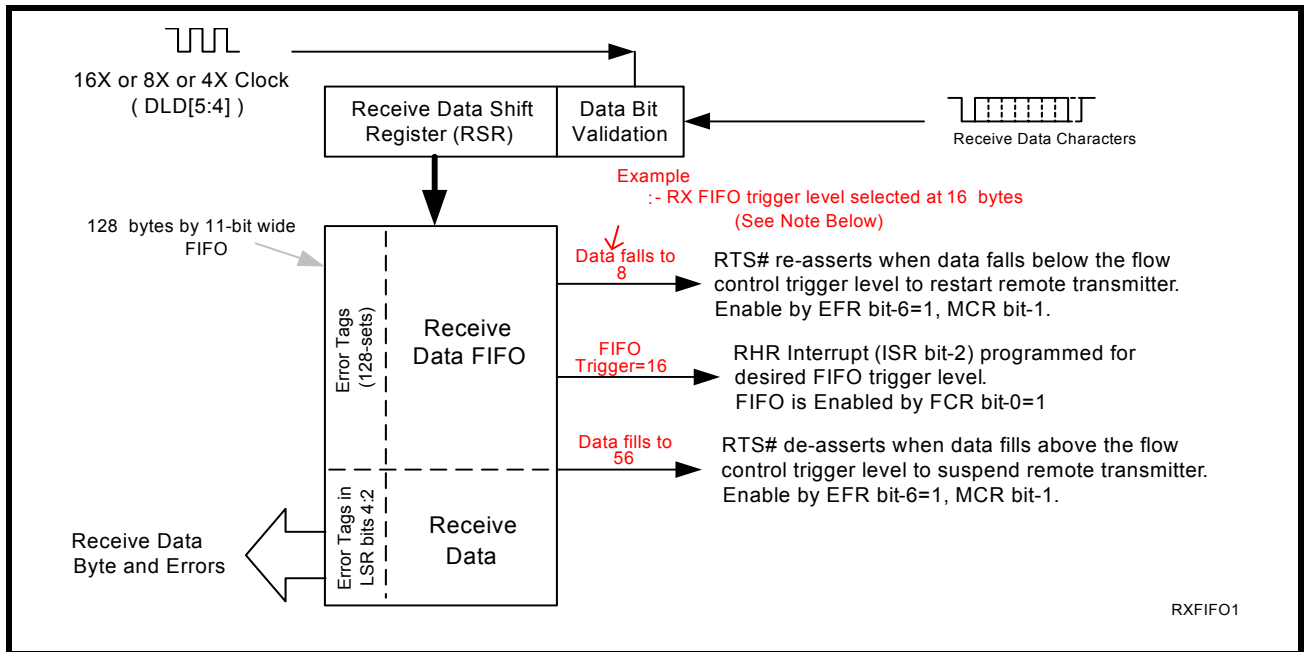 16X or 8X or 4X Clock
( DLD[5:4] )
Receive Data Shift
Register (RSR)
Data Bit
Validation
Receive Data Characters
Example
:- RX FIFO trigger level selected at 16 bytes
(See Note Below)
128 bytes by 11-bit wide
FIFO
Data falls to
8
RTS# re-asserts when data falls below the flow
control trigger level to restart remote transmitter.
Enable by EFR bit-6=1, MCR bit-1.
Error Tags
(128-sets)
Receive
Data FIFO
FIFO
Trigger=16
RHR Interrupt (ISR bit-2) programmed for
desired FIFO trigger level.
FIFO is Enabled by FCR bit-0=1
Data fills to
56
RTS# de-asserts when data fills above the flow
control trigger level to suspend remote transmitter.
Enable by EFR bit-6=1, MCR bit-1.
Error Tags in
LSR bits 4:2
Receive
Data
Receive Data
Byte and Errors
RXFIFO1